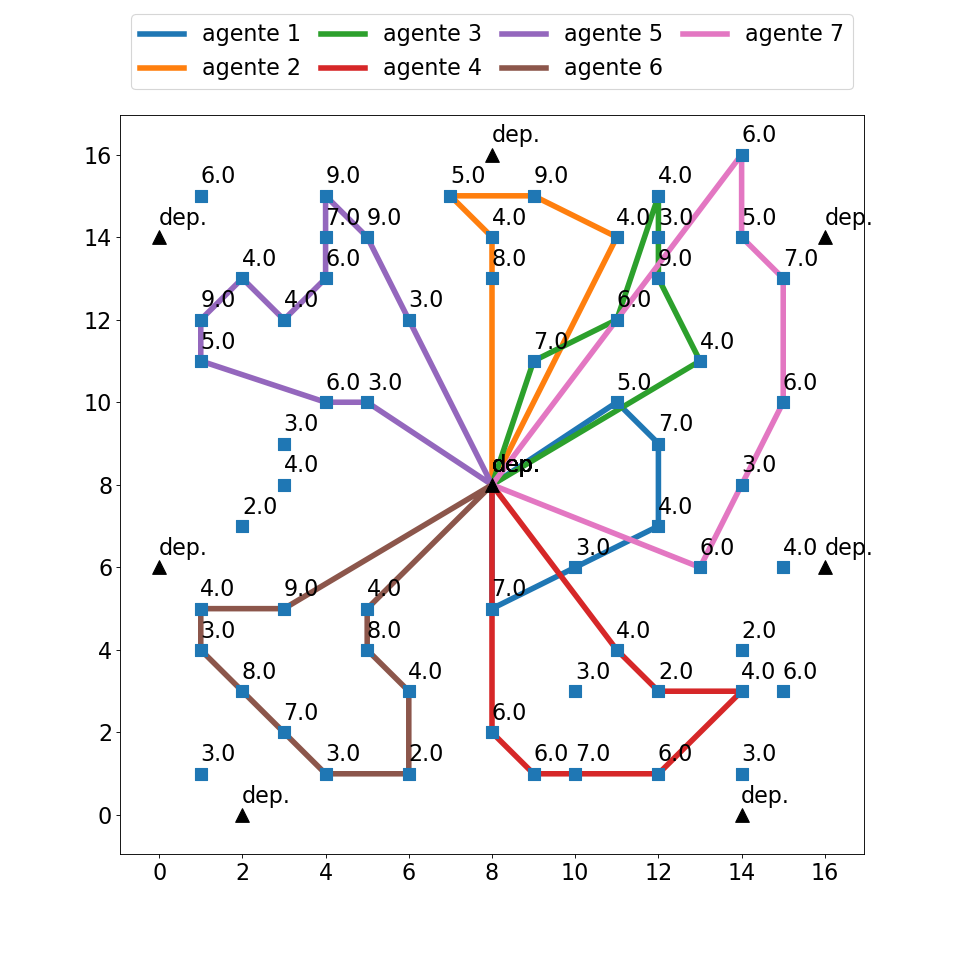 agente 1 agente 3 agente 5 agente 7
agente 2 agente 4 agente 6
dep. 6.0
16
6.0 9.0 5.0 9.0 4.0
dep. 7.0 9.0 4.0 4.0 3.0 5.0 dep.
14
4.0 6.0 8.0 9.0 7.0
9.0 4.0 3.0 6.0
12
5.0 7.0 4.0
6.0 3.0 5.0 6.0
10
3.0 7.0
4.0 dep. 3.0
8
2.0 4.0
dep. 3.0 6.0 4.0 dep.
6
4.0 9.0 4.0 7.0
3.0 8.0 4.0 2.0
4
8.0 4.0 3.0 2.0 4.0 6.0
7.0 6.0
2
3.0 3.0 2.0 6.0 7.0 6.0 3.0
dep. dep.
0
0 2 4 6 8 10 12 14 16